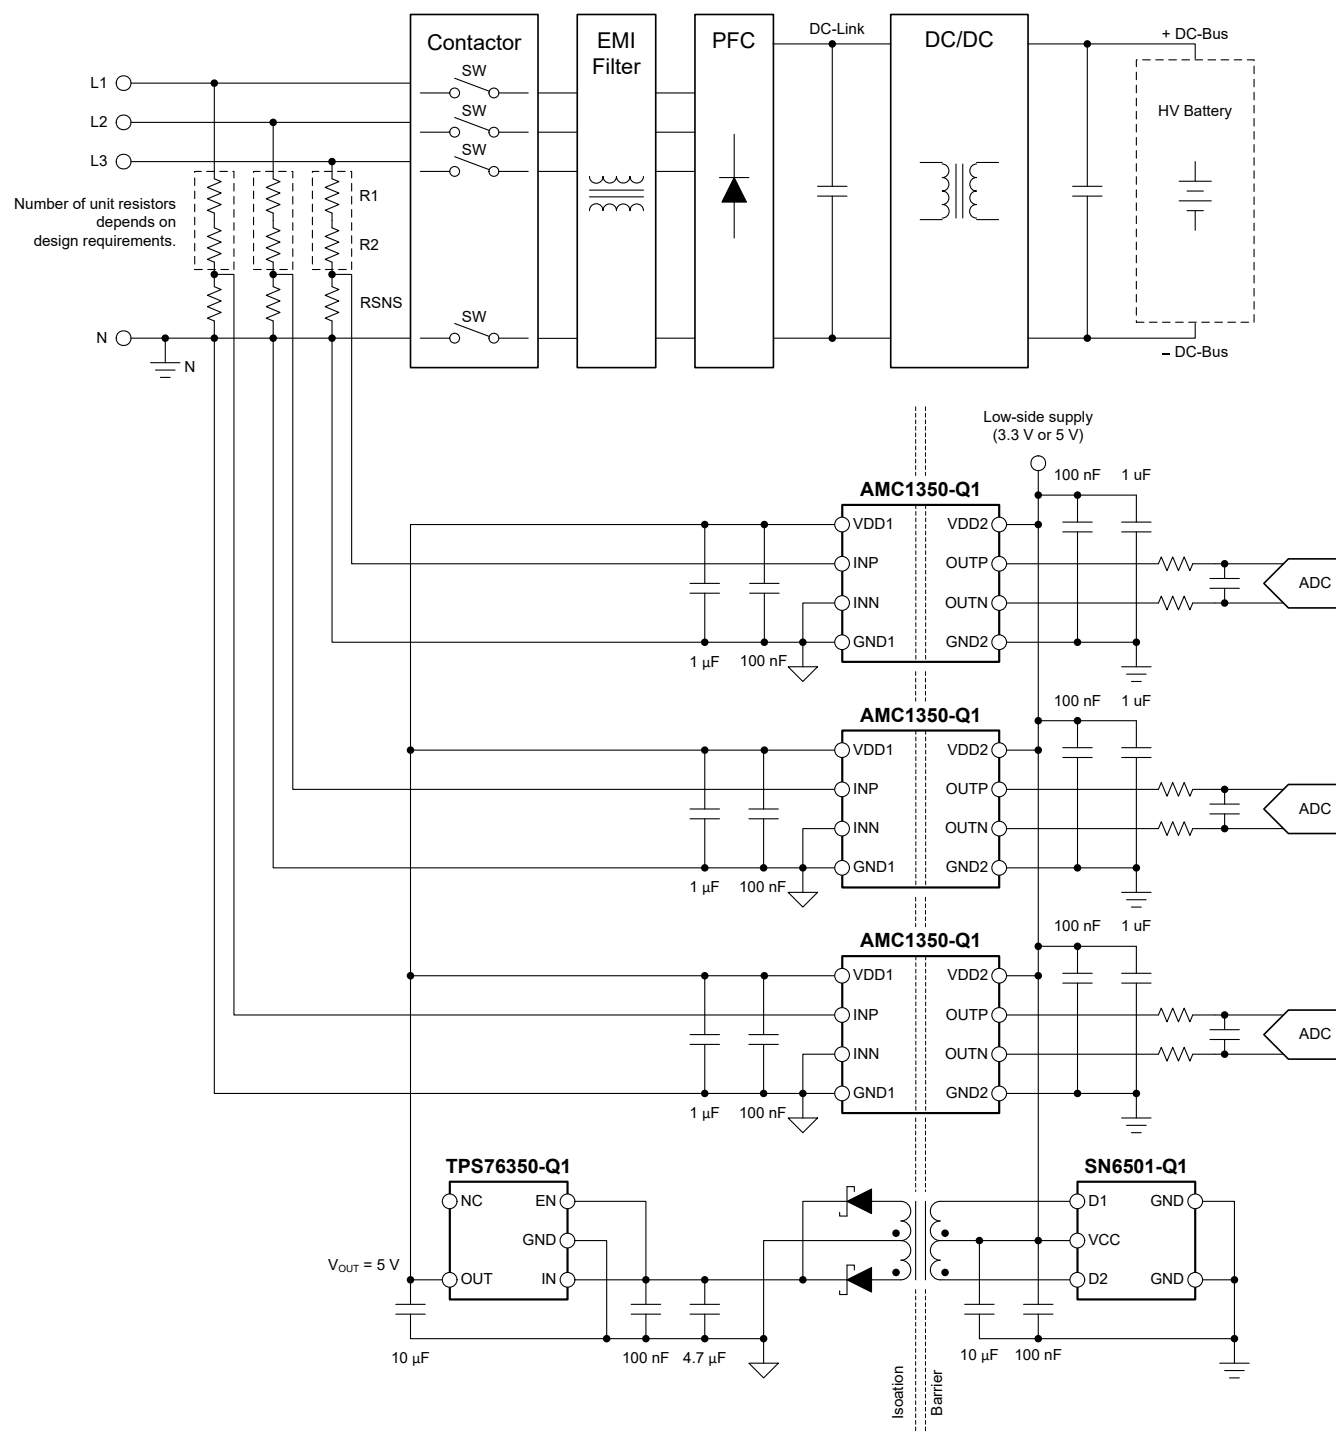 Contactor
EMI
Filter
PFC
DC-Link
DC/DC
+ DC-Bus
L1
SW
L2
SW
HV Battery
L3
SW
Number of unit resistors
depends on
design requirements.
R1
R2
RSNS
N
SW
N
– DC-Bus
Low-side supply
(3.3 V or 5 V)
100 nF
1 uF
AMC1350-Q1
VDD1
VDD2
INP
OUTP
INN
OUTN
ADC
GND1
GND2
1 µF
100 nF
100 nF
1 uF
AMC1350-Q1
VDD1
VDD2
INP
OUTP
INN
OUTN
ADC
GND1
GND2
1 µF
100 nF
100 nF
1 uF
AMC1350-Q1
VDD1
VDD2
INP
OUTP
INN
OUTN
ADC
GND1
GND2
1 µF
100 nF
TPS76350-Q1
SN6501-Q1
NC
EN
D1
GND
GND
VCC
VOUT = 5 V
OUT
IN
D2
GND
10 µF
100 nF
4.7 µF
10 µF
100 nF
Isoation
Barrier